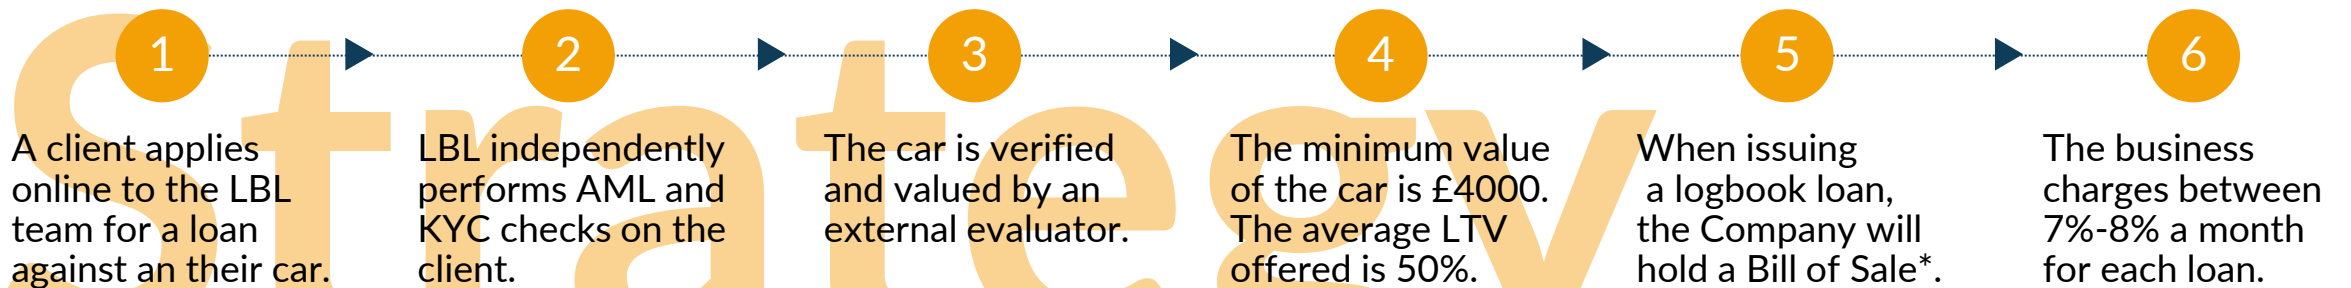 Strategy
1
A client applies
online to the LBL
team for a loan
against an their car.
2
LBL independently
performs AML and
KYC checks on the
client.
3
The car is verified
and valued by an
external evaluator.
4
The minimum value
of the car is £4000.
The average LTV
offered is 50%.
5
When issuing
a logbook loan,
the Company will
hold a Bill of Sale*.
6
The business
charges between
7%-8% a month
for each loan.